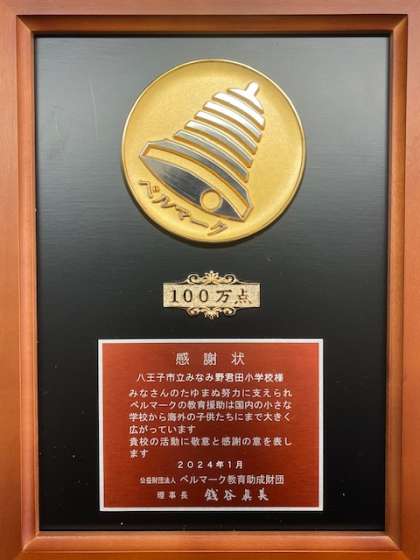 ベルマーク
100万点
感謝状
八王子市立みなみ野君田小学校様
みなさんのたゆまぬ努力に支えられ
ベルマークの教育援助は国内の小さな
学校から海外の子供たちにまで大きく
広がっています
貴校の活動に敬意と感謝の意を表し
ます
2024年1月
公益財団法人 ベルマーク教育助成財団
理事長 銭谷眞美